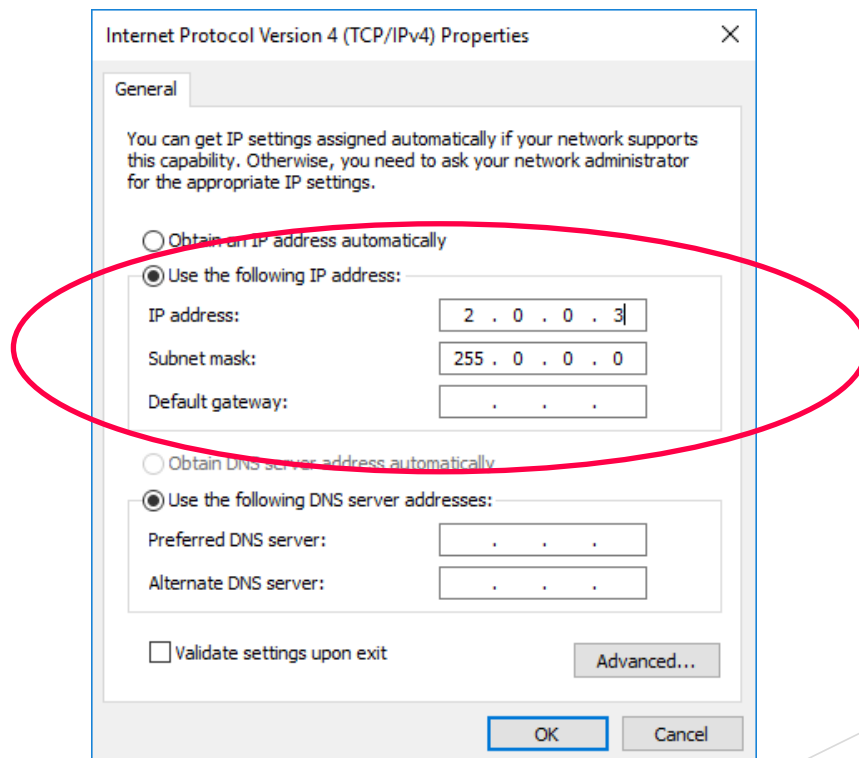 Internet Protocol Version 4 (TCP/IPv4) Properties
General
You can get IP settings assigned automatically if your network supports
this capability. Otherwise, you need to ask your network administrator
for the appropriate IP settings.
Obtain an IP address automatically
Use the following IP address:
IP address: 2 . 0 . 0 . 3
Subnet mask: 255 . 0 . 0 . 0
Default gateway: . . .
Obtain DNS server address automatically
Use the following DNS server addresses:
Preferred DNS server: . . .
Alternate DNS server: . . .
Validate settings upon exit
Advanced...
OK Cancel